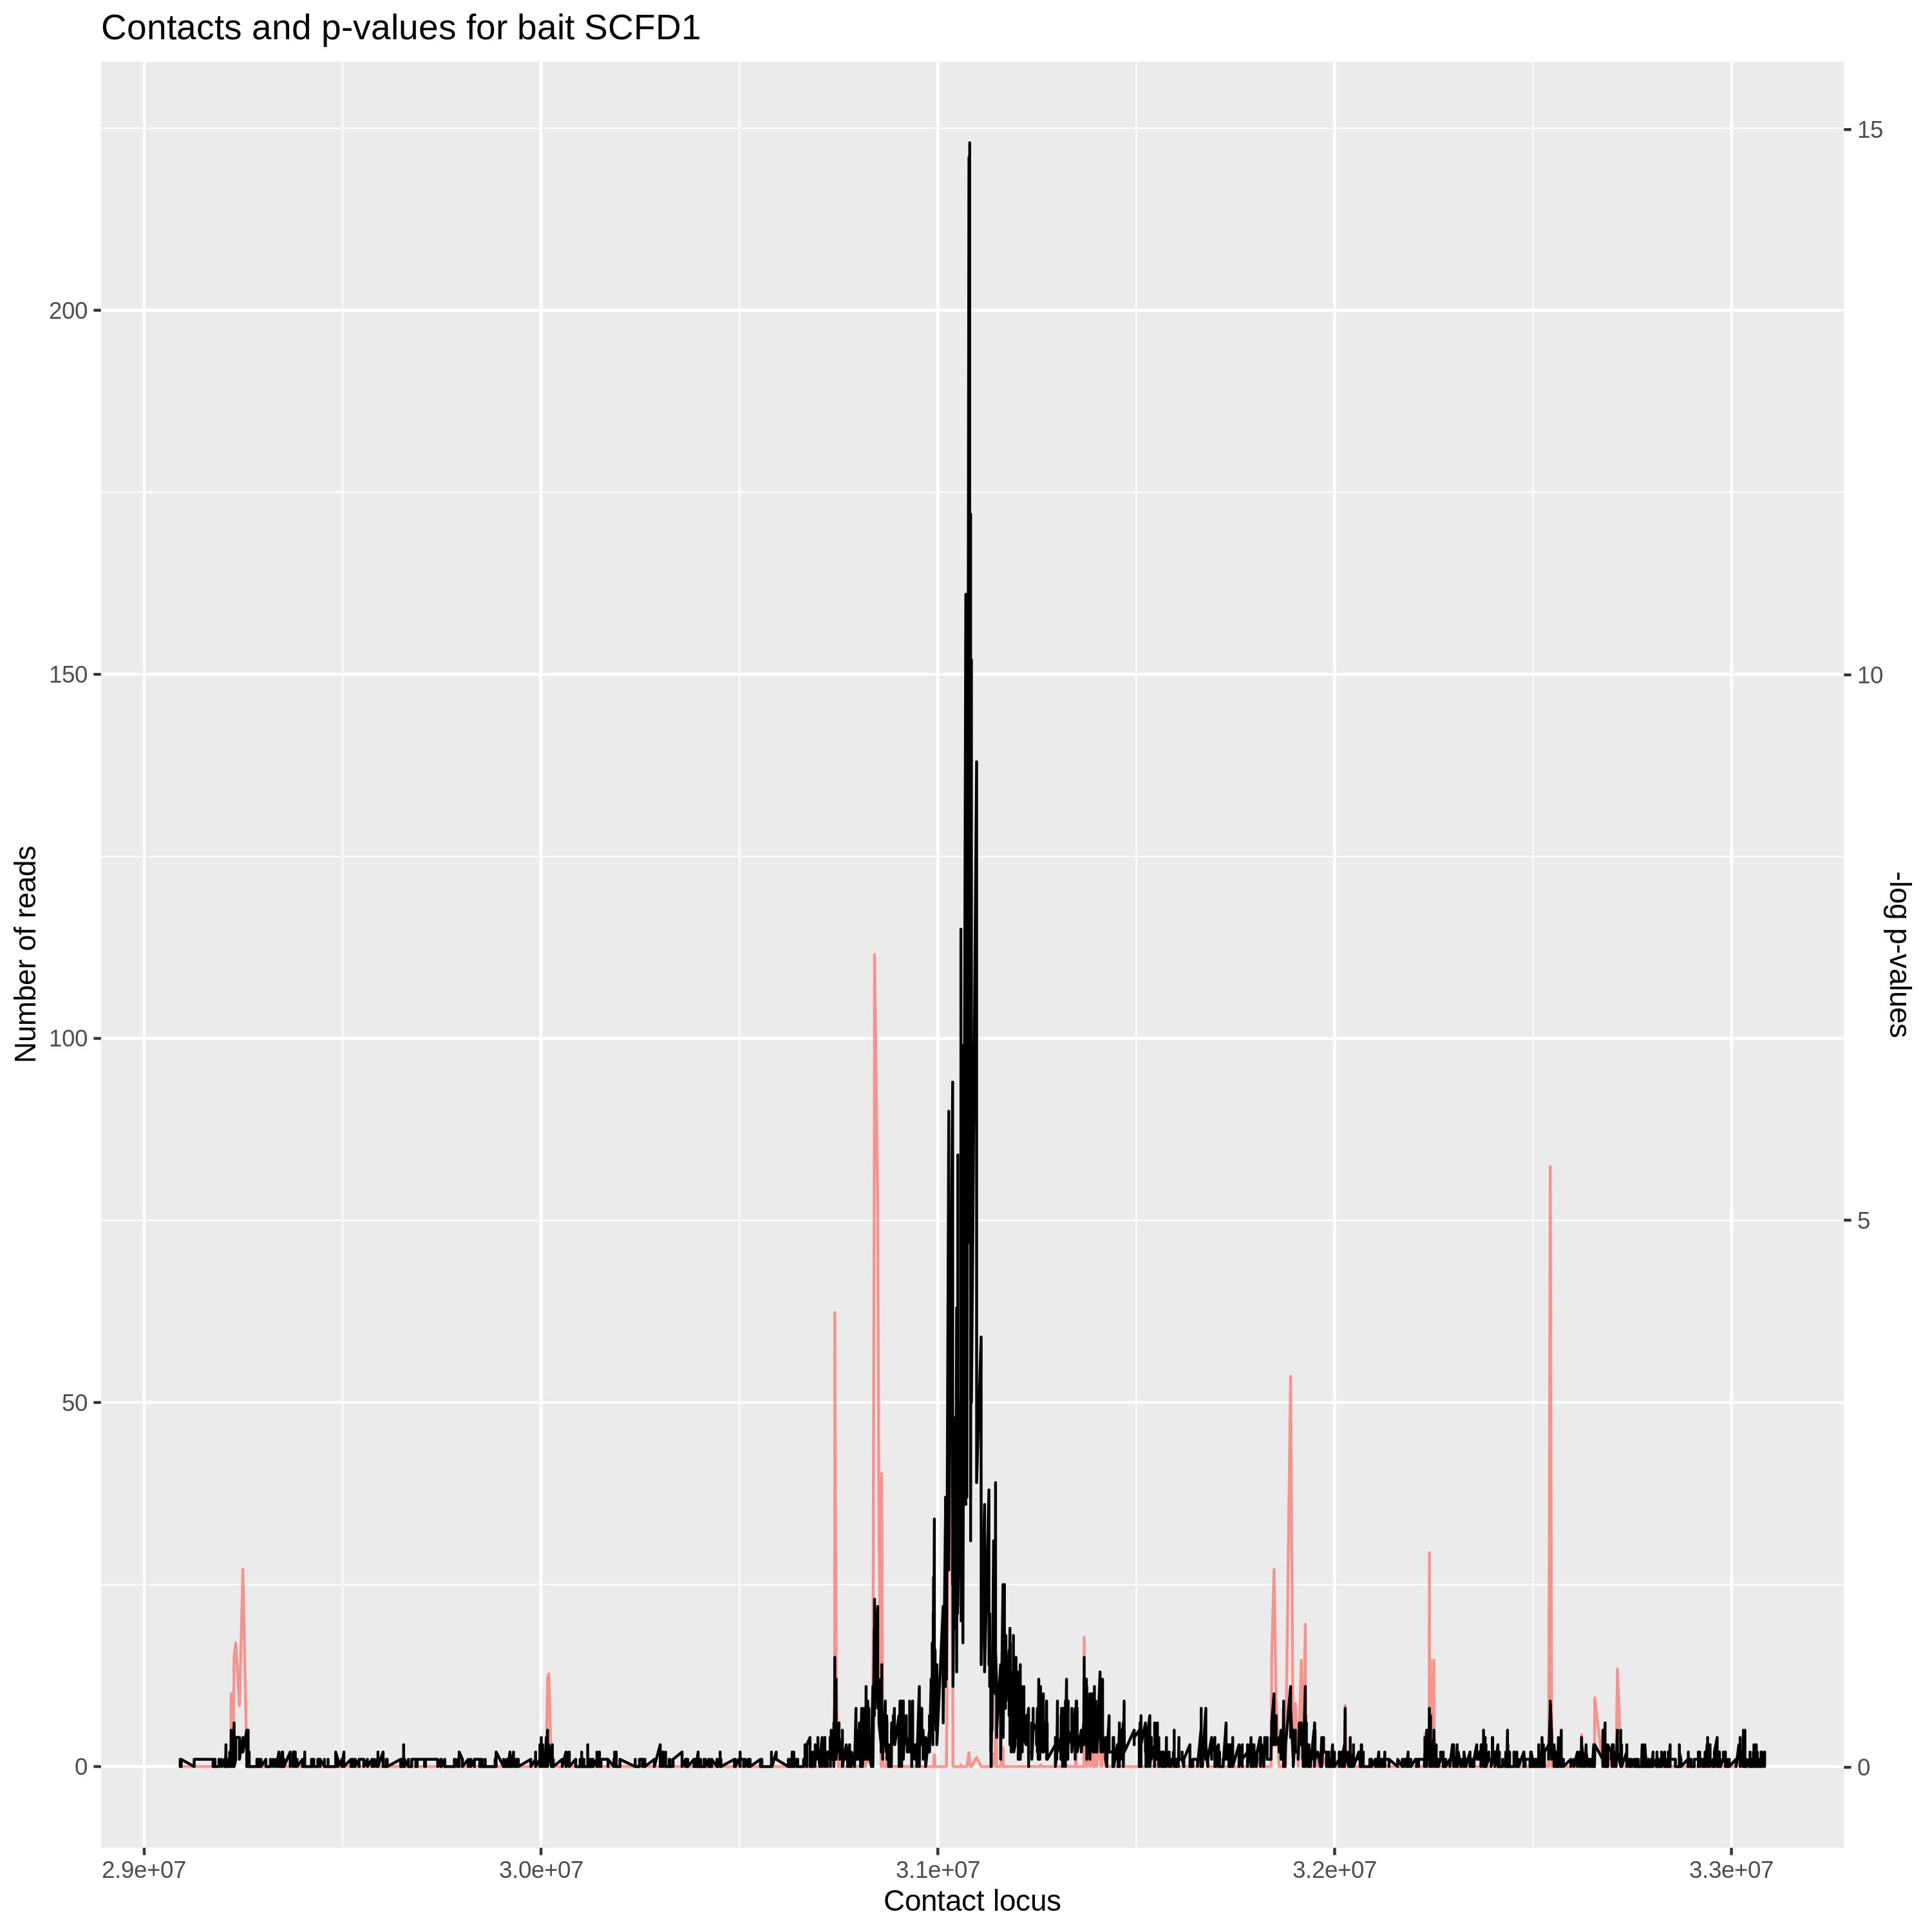 Contacts and p-values for bait SCFD1
Number of reads
200
150
100
50
0
15
10
5
0
-log p-values
2.9e+07 3.0e+07 3.1e+07 3.2e+07 3.3e+07
Contact locus